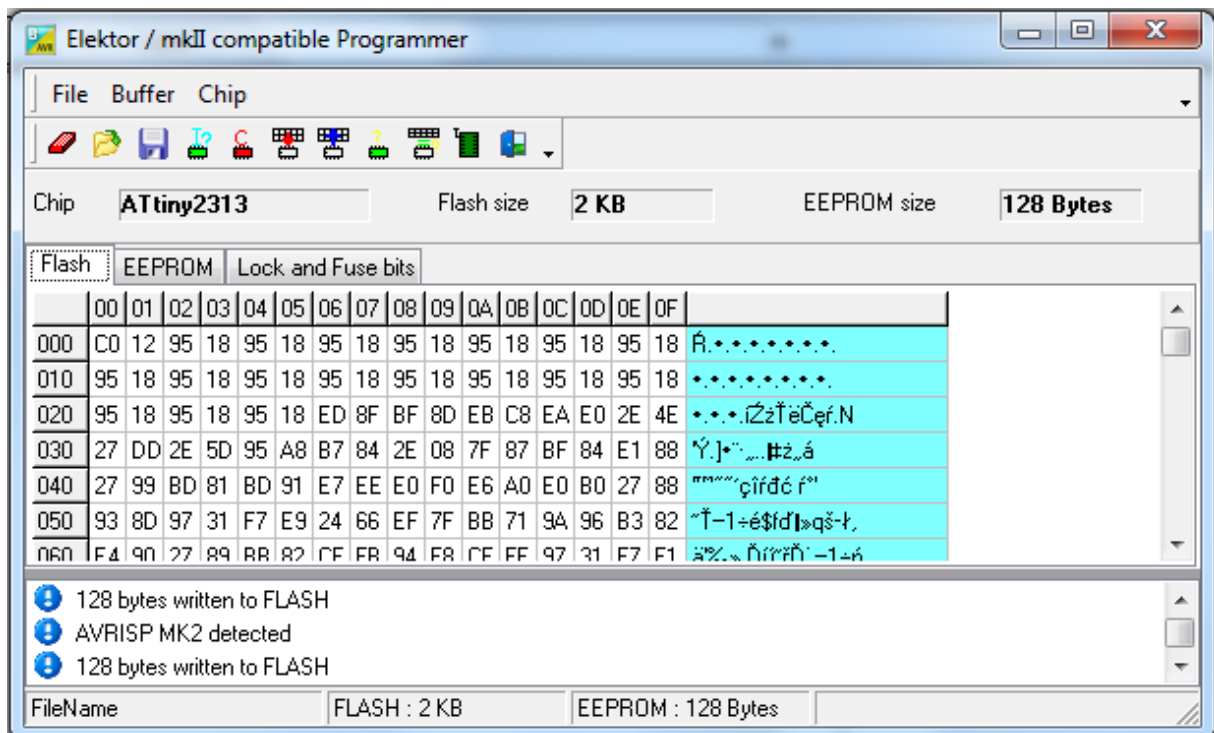 Elektor / mkII compatible Programmer
File Buffer Chip
Chip ATtiny2313 Flash size 2 KB EEPROM size 128 Bytes
Flash EEPROM Lock and Fuse bits
00 01 02 03 04 05 06 07 08 09 0A 0B 0C 0D 0E 0F
000 C0 12 95 18 95 18 95 18 95 18 95 18 95 18 95 18
010 95 18 95 18 95 18 95 18 95 18 95 18 95 18 95 18
020 95 18 95 18 95 18 ED 8F BF 8D EB C8 EA E0 2E 4E
030 27 DD 2E 5D 95 A8 B7 84 2E 08 7F 87 BF 84 E1 88
040 27 99 BD 81 BD 91 E7 EE E0 F0 E6 A0 E0 B0 27 88
050 93 8D 97 31 F7 E9 24 66 EF 7F BB 71 9A 96 B3 82
128 bytes written to FLASH
AVRISP MK2 detected
128 bytes written to FLASH
FileName FLASH : 2 KB EEPROM : 128 Bytes